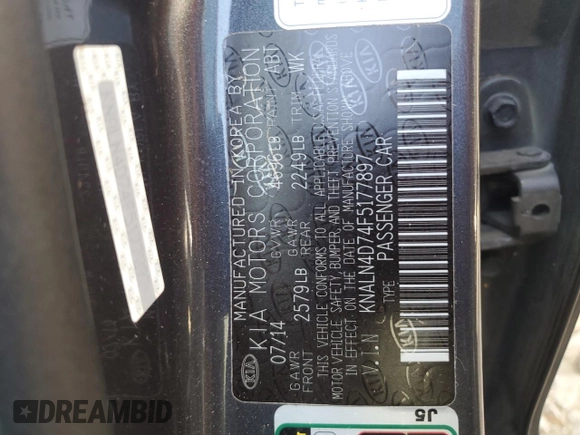 MANUFACTURED IN KOREA BY
KIA MOTORS CORPORATION
07/14 GVWR 4696LB PAINT ABT
GAWR FRONT 2579LB GAWR REAR 2249LB TRIM WK
THIS VEHICLE CONFORMS TO ALL APPLICABLE
MOTOR VEHICLE SAFETY, BUMPER, AND THEFT PREVENTION STANDARDS
IN EFFECT ON THE DATE OF MANUFACTURE SHOWN ABOVE
V.I.N KNALN4D74F5177897
TYPE PASSENGER CAR
KIA
J5
DREAMBID